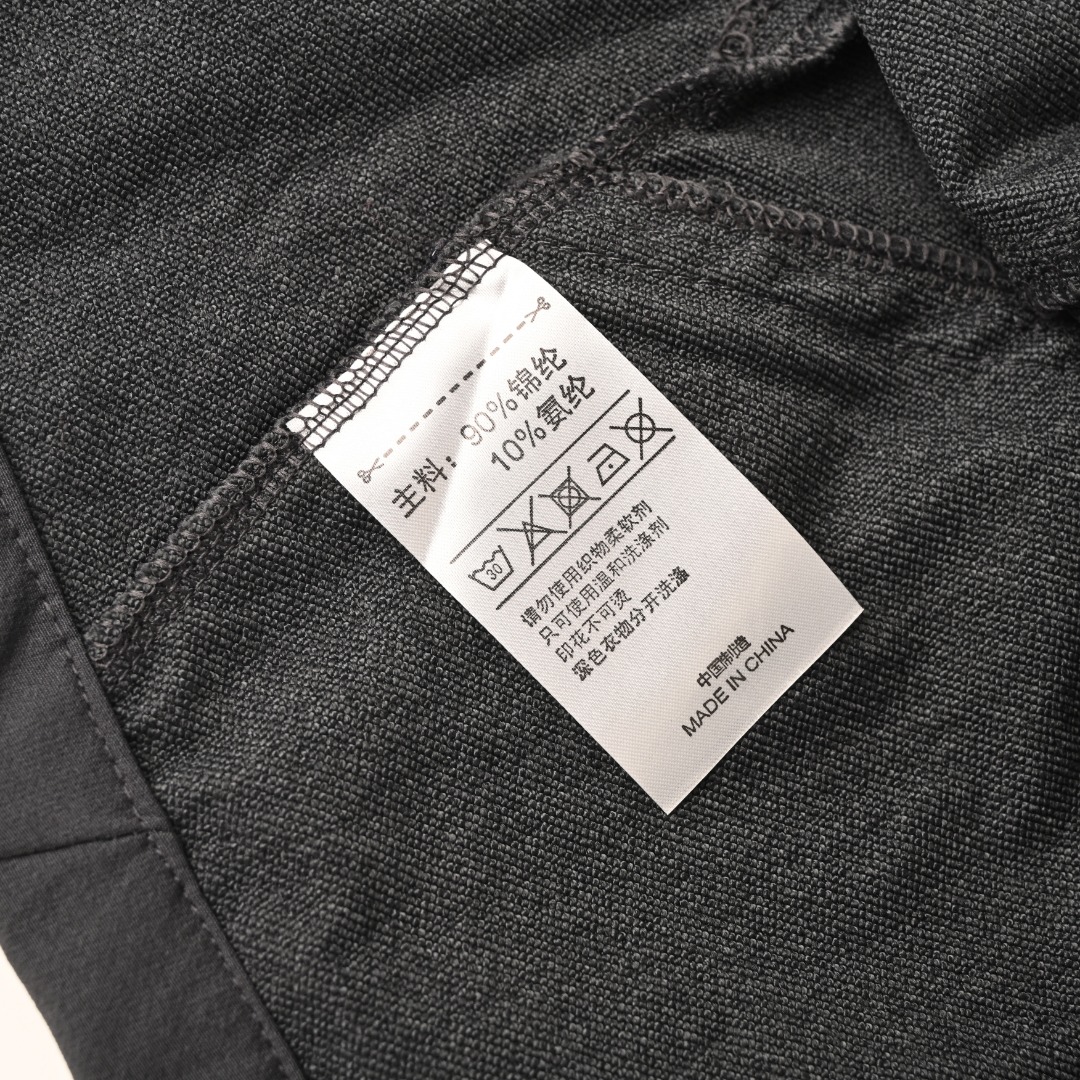 主料：90%锦纶
10%氨纶
30
请勿使用织物柔软剂
只可使用温和洗涤剂
印花不可烫
深色衣物分开洗涤
中国制造
MADE IN CHINA